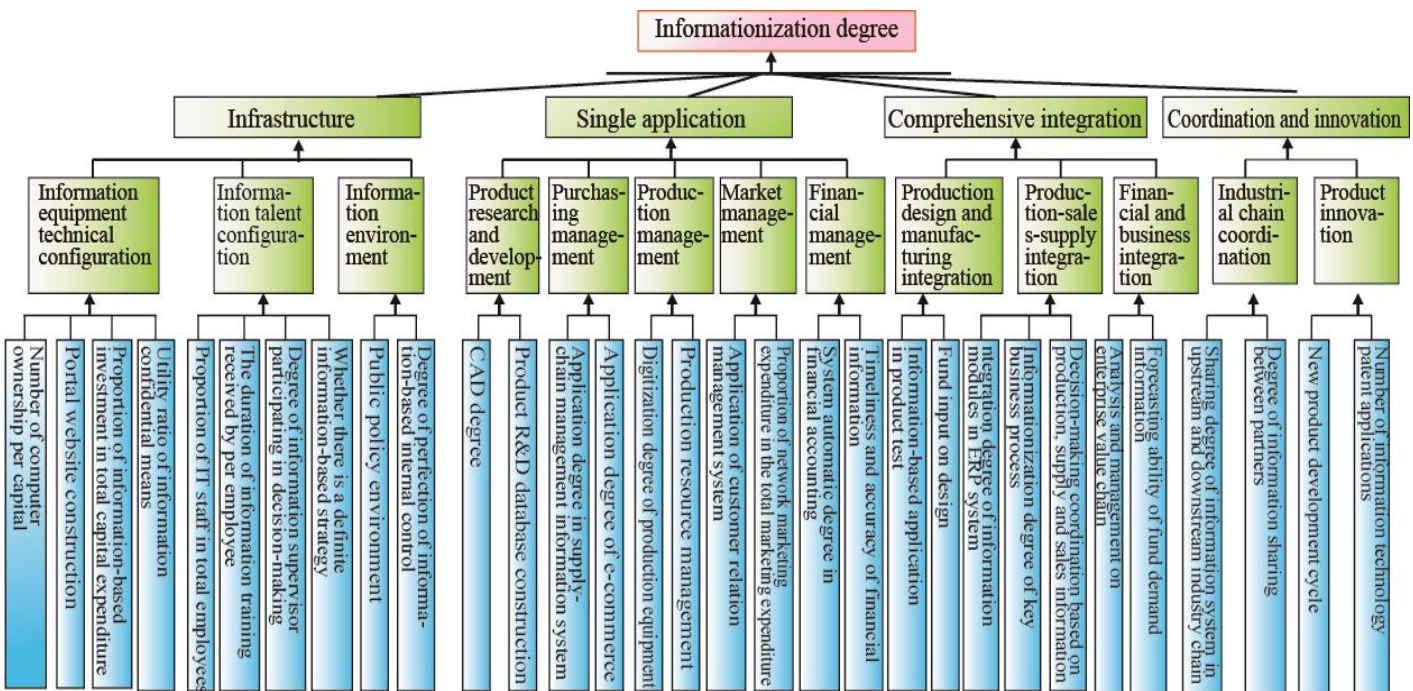 Informationization degree
Infrastructure
Single application
Comprehensive integration
Coordination and innovation
Information
equipment
technical
configuration
Informa-
tion talent
configura-
tion
Informa-
tion
environ-
ment
Product
research
and
develop-
ment
Purchas-
ing
manage-
ment
Produc-
tion
manage-
ment
Market
manage-
ment
Finan-
cial
manage-
ment
Production
design and
manufac-
turing
integration
Produc-
tion-sale
s-supply
integra-
tion
Finan-
cial and
business
integra-
tion
Industri-
al chain
coordi-
nation
Product
innova-
tion
Number of computer
ownership per capital
Portal website construction
Proportion of information-based
investment in total capital expenditure
Utility ratio of information
confidential means
Proportion of IT staff in total employees
The duration of information training
received by per employee
Degree of information supervisor
participating in decision-making
Whether there is a definite
information-based strategy
Public policy environment
Degree of perfection of informa-
tion-based internal control
CAD degree
Product R&D database construction
Application degree in supply-
chain management information system
Application degree of e-commerce
Digitization degree of production equipment
Production resource management
Application of customer relation
management system
Proportion of network marketing
expenditure in the total marketing expenditure
System automatic degree in
financial accounting
Timeliness and accuracy of financial
information
Information-based application
in product test
Fund input on design
ntegration degree of information
modules in ERP system
Informationization degree of key
business process
Decision-making coordination based on
production, supply and sales information
Analysis and management on
enterprise value chain
Forecasting ability of fund demand
information
Sharing degree of information system in
upstream and downstream industry chain
Degree of information sharing
between partners
New product development cycle
Number of information technology
patent applications